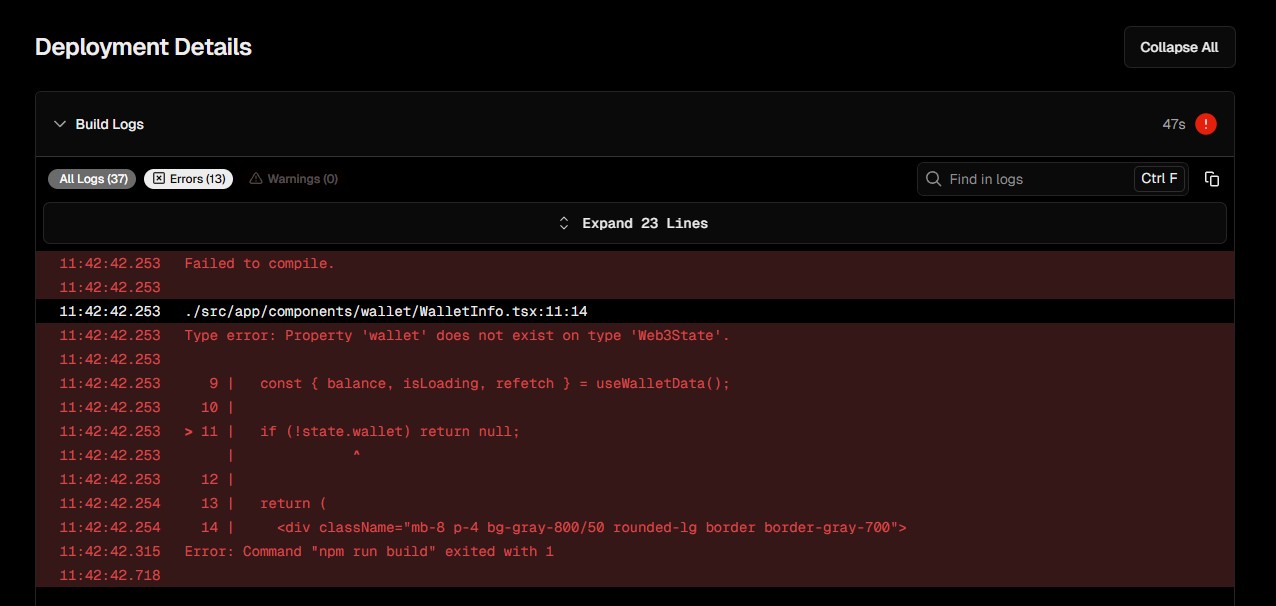 Deployment Details
Collapse All
Build Logs
47s
All Logs (37)
Errors (13)
Warnings (0)
Find in logs
Ctrl F
Expand 23 Lines
11:42:42.253 Failed to compile.
11:42:42.253
11:42:42.253 ./src/app/components/wallet/WalletInfo.tsx:11:14
11:42:42.253 Type error: Property 'wallet' does not exist on type 'Web3State'.
11:42:42.253
11:42:42.253    9 |   const { balance, isLoading, refetch } = useWalletData();
11:42:42.253   10 |
11:42:42.253 > 11 |   if (!state.wallet) return null;
11:42:42.253      |              ^
11:42:42.253   12 |
11:42:42.254   13 |   return (
11:42:42.254   14 |     <div className="mb-8 p-4 bg-gray-800/50 rounded-lg border border-gray-700">
11:42:42.315 Error: Command "npm run build" exited with 1
11:42:42.718